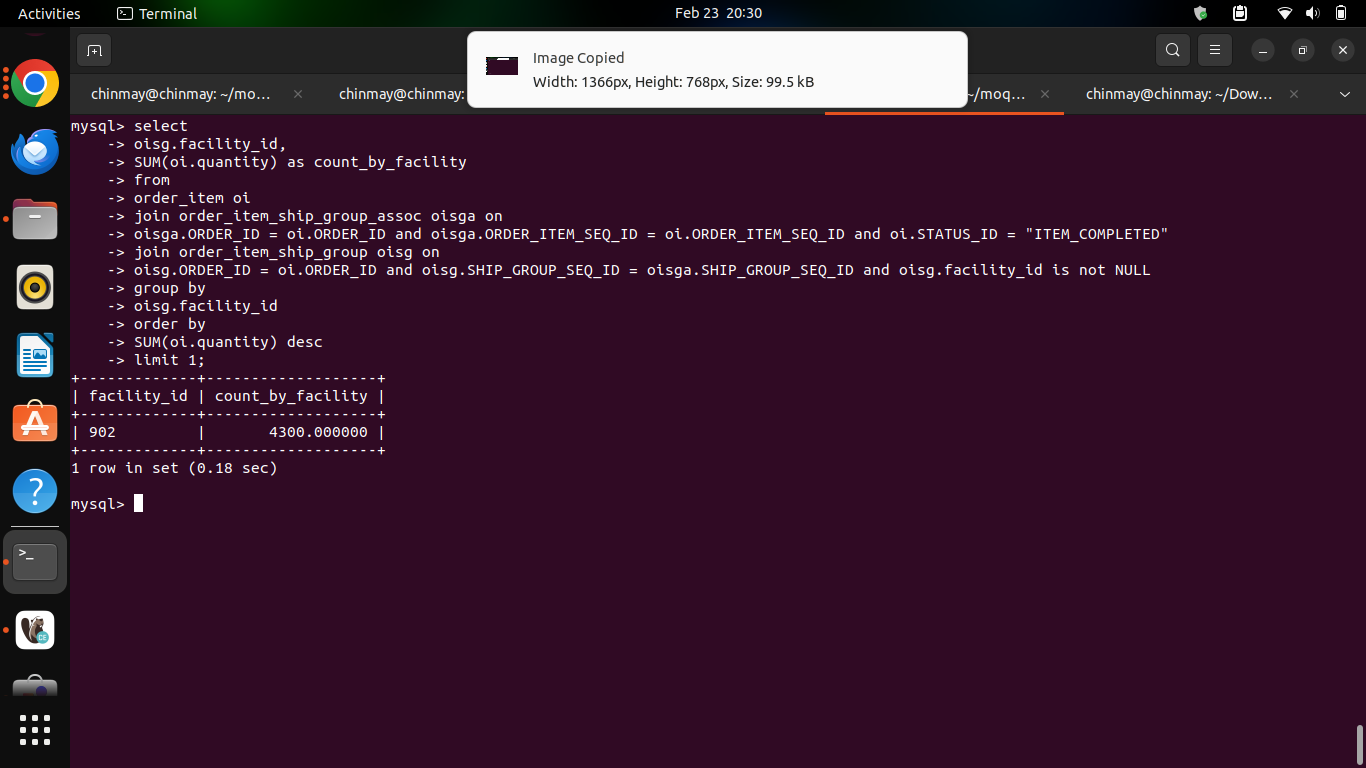 Activities
Terminal
Feb 23 20:30
Image Copied
Width: 1366px, Height: 768px, Size: 99.5 kB
chinmay@chinmay: ~/mo...
chinmay@chinmay:
~/moq...
chinmay@chinmay: ~/Dow...
mysql> select
    -> oisg.facility_id,
    -> SUM(oi.quantity) as count_by_facility
    -> from
    -> order_item oi
    -> join order_item_ship_group_assoc oisga on
    -> oisga.ORDER_ID = oi.ORDER_ID and oisga.ORDER_ITEM_SEQ_ID = oi.ORDER_ITEM_SEQ_ID and oi.STATUS_ID = "ITEM_COMPLETED"
    -> join order_item_ship_group oisg on
    -> oisg.ORDER_ID = oi.ORDER_ID and oisg.SHIP_GROUP_SEQ_ID = oisga.SHIP_GROUP_SEQ_ID and oisg.facility_id is not NULL
    -> group by
    -> oisg.facility_id
    -> order by
    -> SUM(oi.quantity) desc
    -> limit 1;
+-------------+-------------------+
| facility_id | count_by_facility |
+-------------+-------------------+
| 902         |       4300.000000 |
+-------------+-------------------+
1 row in set (0.18 sec)
mysql>
CE